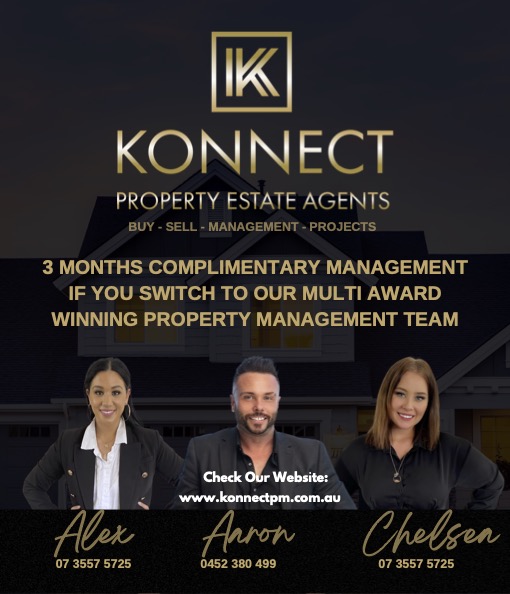 K
KONNECT
PROPERTY ESTATE AGENTS
BUY - SELL - MANAGEMENT - PROJECTS
3 MONTHS COMPLIMENTARY MANAGEMENT
IF YOU SWITCH TO OUR MULTI AWARD
WINNING PROPERTY MANAGEMENT TEAM
Check Our Website:
www.konnectpm.com.au
Alex Aaron Chelsea
07 3557 5725 0452 380 499 07 3557 5725